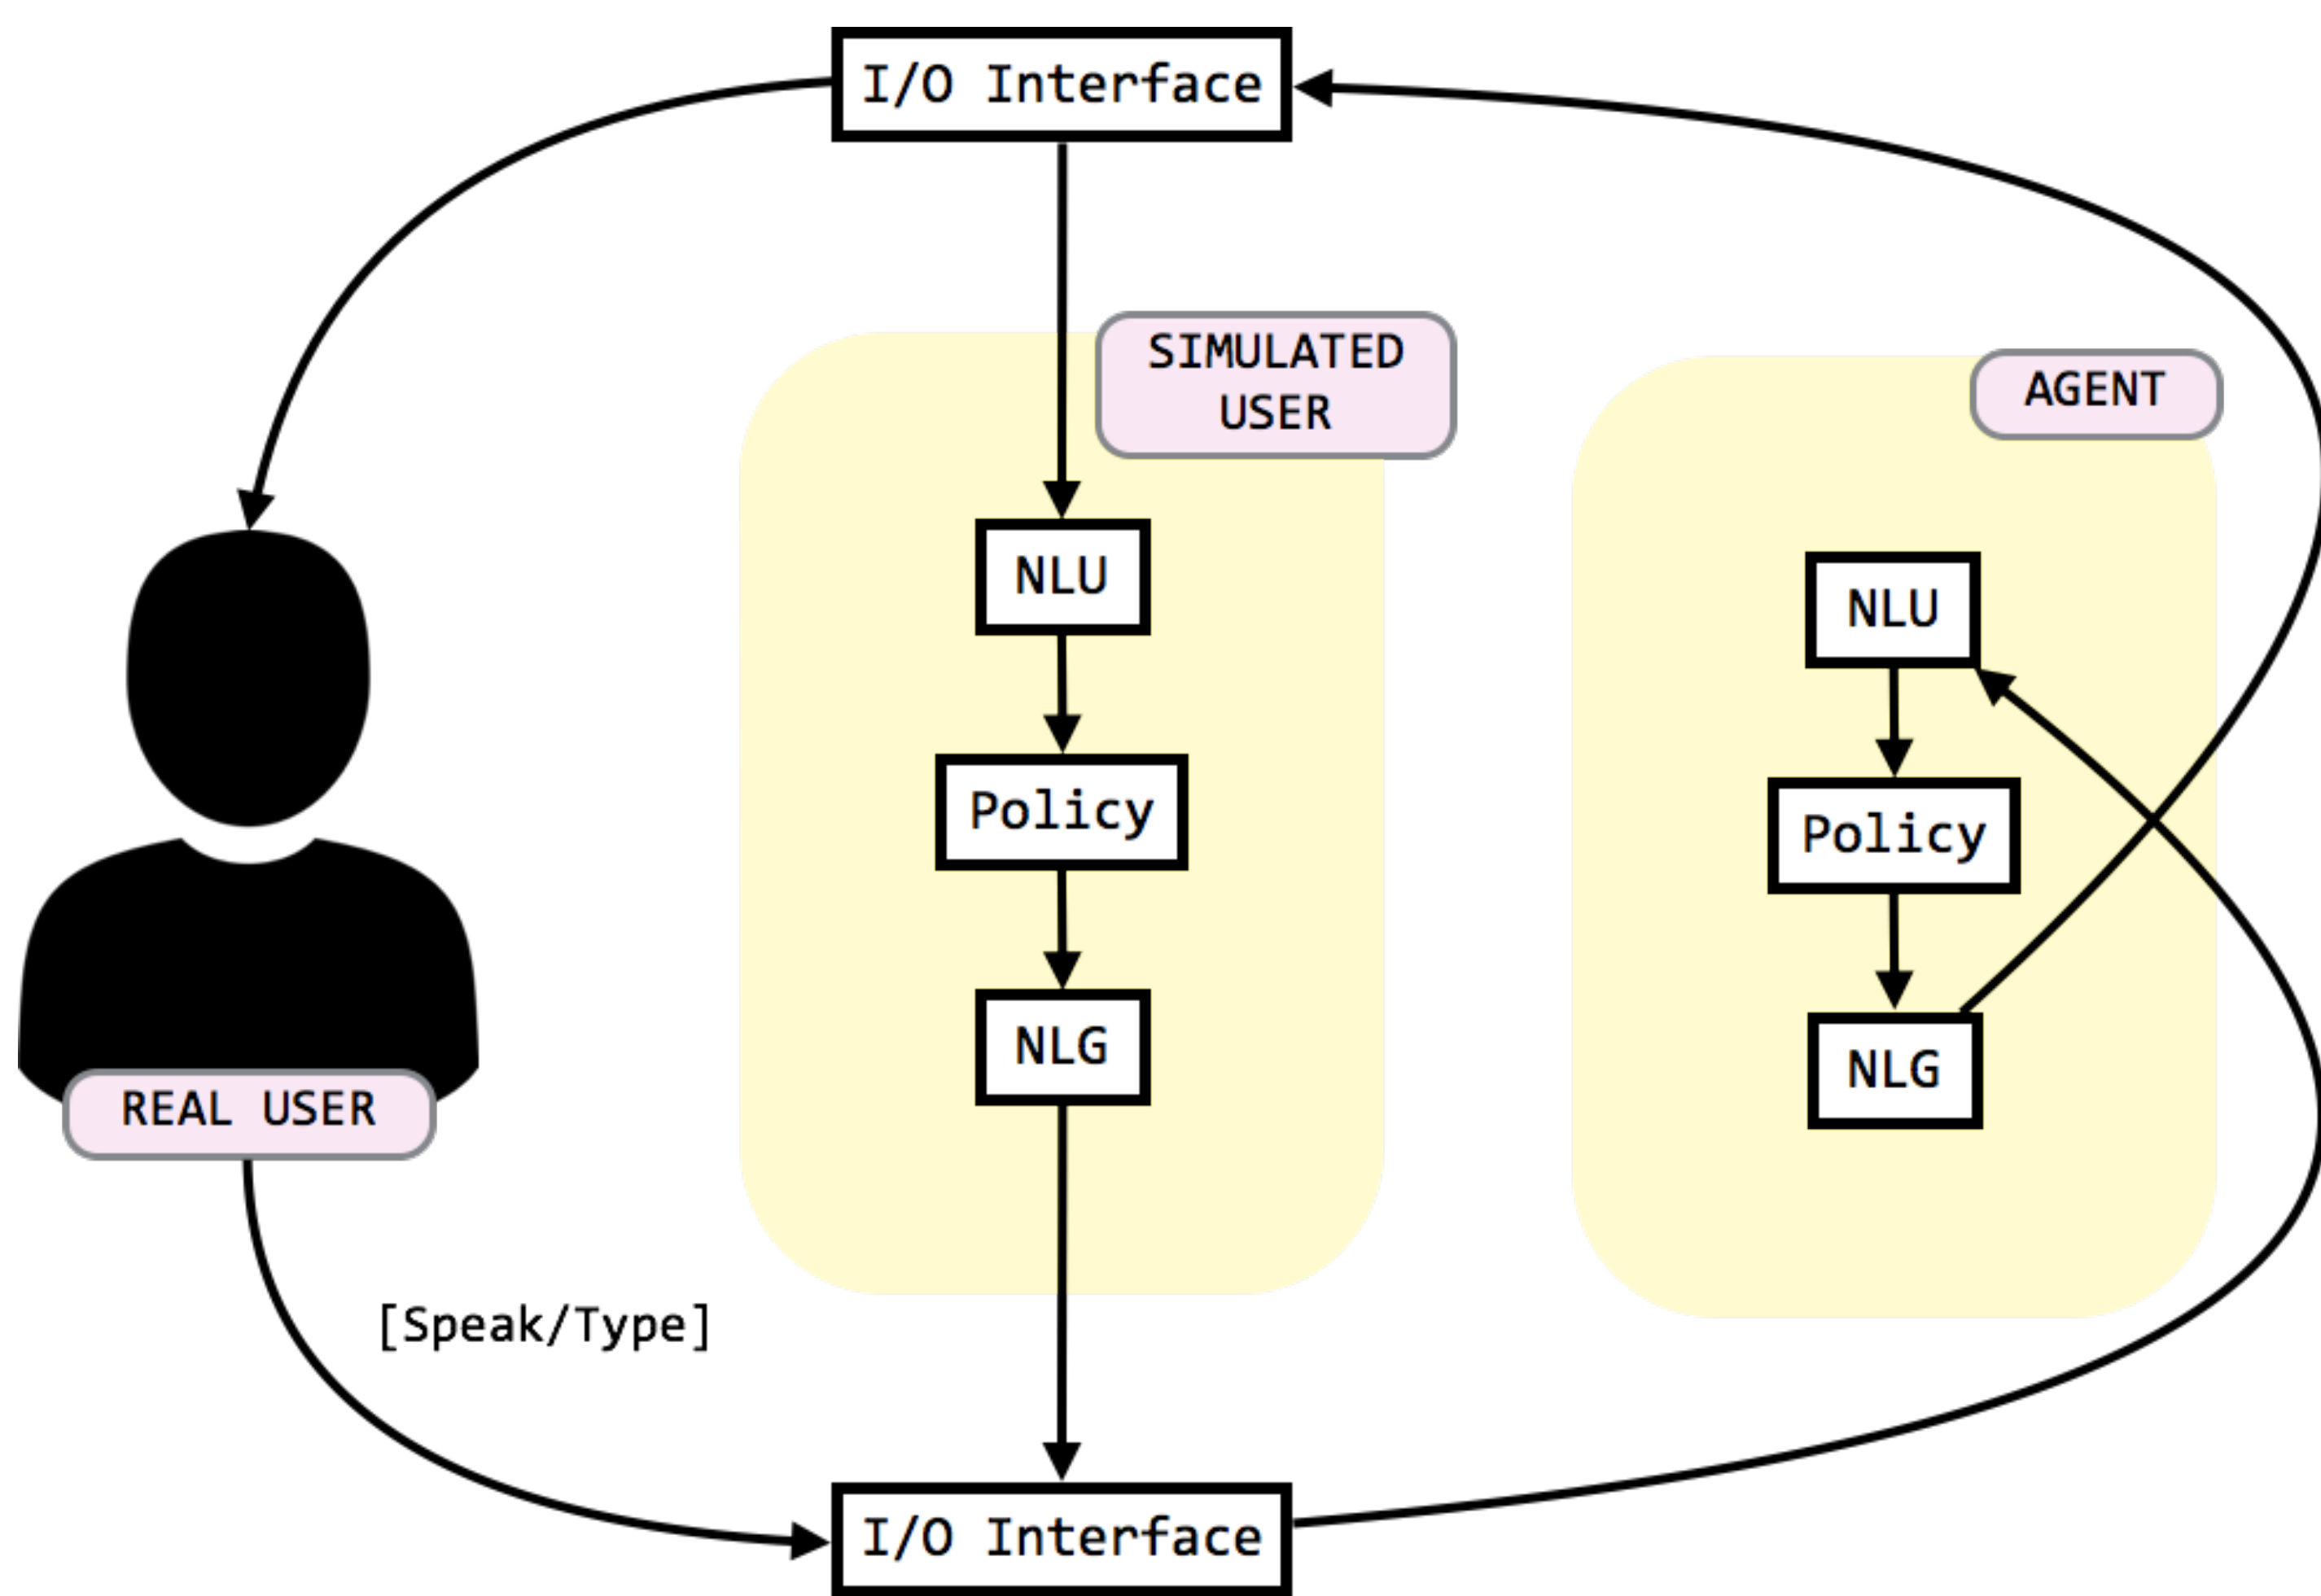 I/O Interface
SIMULATED
USER
AGENT
NLU
NLU
Policy
Policy
NLG
NLG
REAL USER
[Speak/Type]
I/O Interface